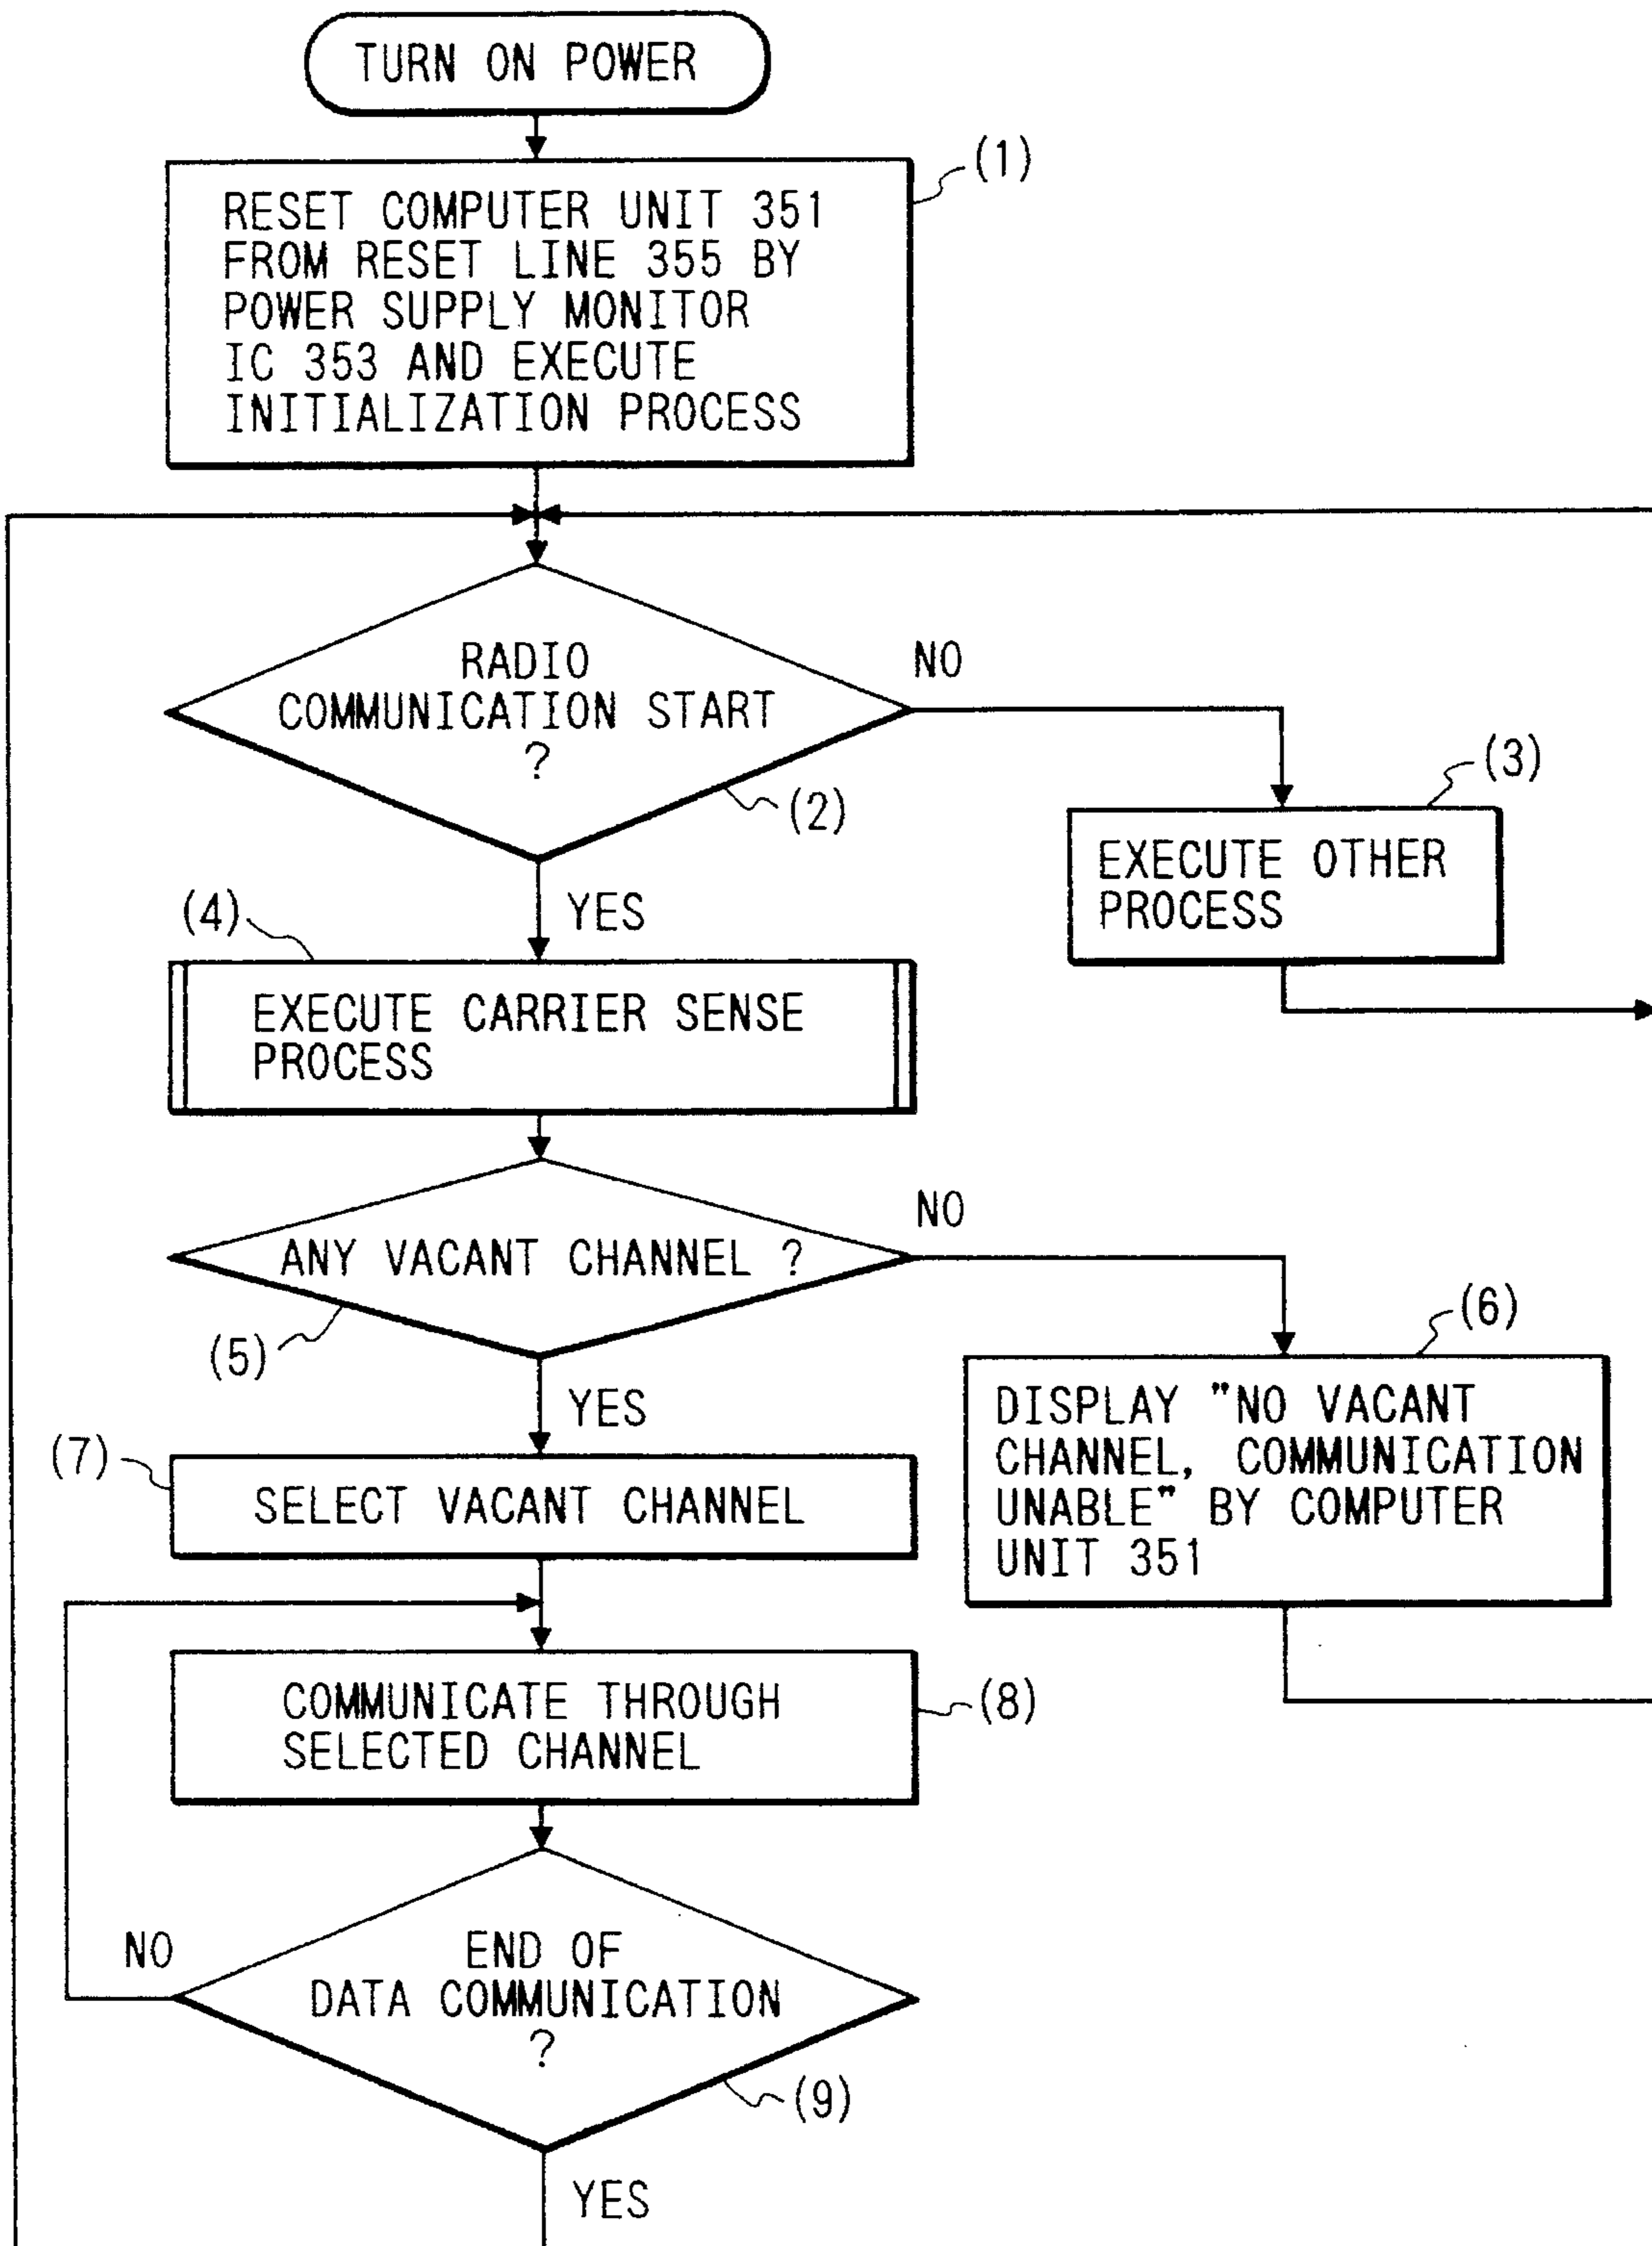 TURN ON POWER
(1)
RESET COMPUTER UNIT 351
FROM RESET LINE 355 BY
POWER SUPPLY MONITOR
IC 353 AND EXECUTE
INITIALIZATION PROCESS
RADIO
COMMUNICATION START
?
NO
(2)
(3)
EXECUTE OTHER
PROCESS
YES
(4)
EXECUTE CARRIER SENSE
PROCESS
ANY VACANT CHANNEL ?
NO
(5)
(6)
DISPLAY "NO VACANT
CHANNEL, COMMUNICATION
UNABLE" BY COMPUTER
UNIT 351
YES
(7)
SELECT VACANT CHANNEL
COMMUNICATE THROUGH
SELECTED CHANNEL
(8)
NO
END OF
DATA COMMUNICATION
?
(9)
YES